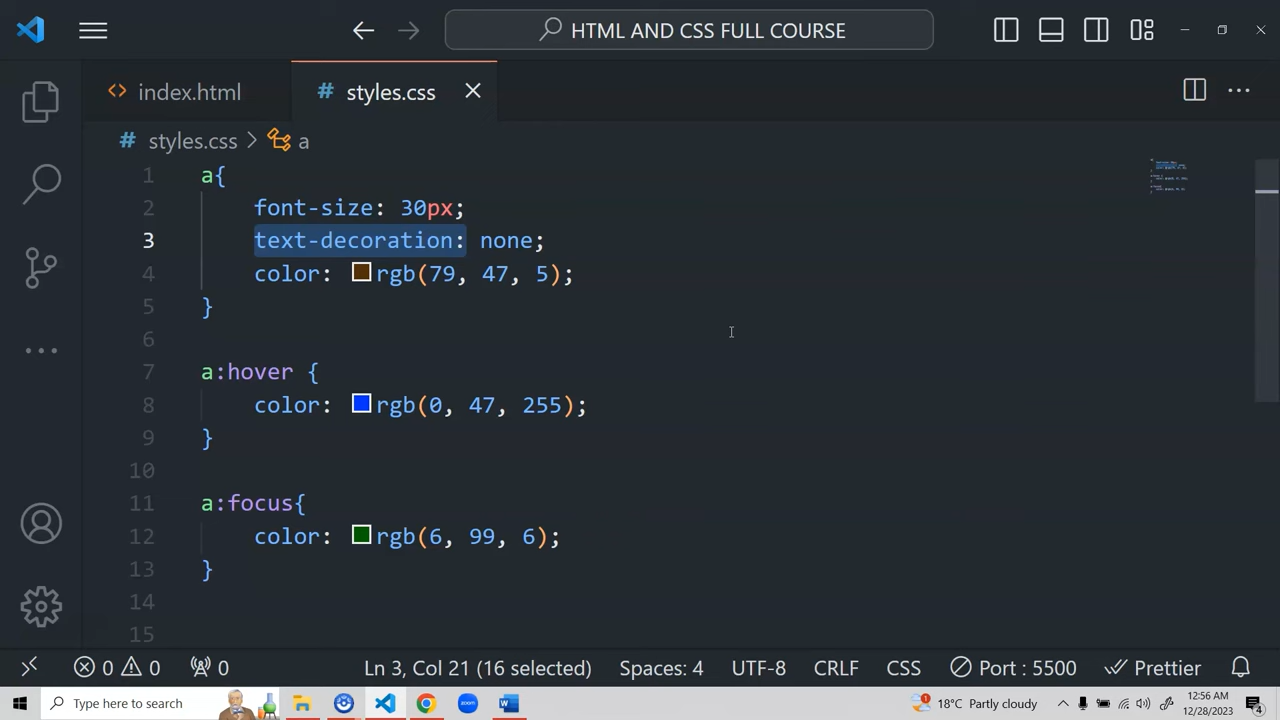 HTML AND CSS FULL COURSE
index.html
styles.css
styles.css > a
1 a{
2 font-size: 30px;
3 text-decoration: none;
4 color: rgb(79, 47, 5);
5 }
6
7 a:hover {
8 color: rgb(0, 47, 255);
9 }
10
11 a:focus{
12 color: rgb(6, 99, 6);
13 }
14
15
0 0 0 Ln 3, Col 21 (16 selected) Spaces: 4 UTF-8 CRLF CSS Port : 5500 Prettier
Type here to search 1 18°C Partly cloudy 12:56 AM
12/28/2023 4